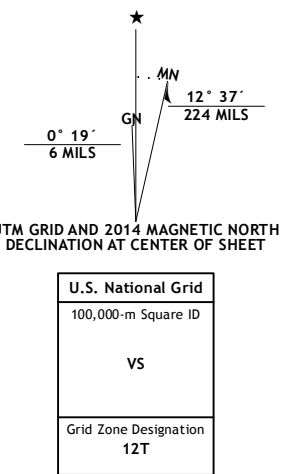 MN
GN
12° 37´
224 MILS
0° 19´
6 MILS
UTM GRID AND 2014 MAGNETIC NORTH
DECLINATION AT CENTER OF SHEET
U.S. National Grid
100,000-m Square ID
VS
Grid Zone Designation
12T